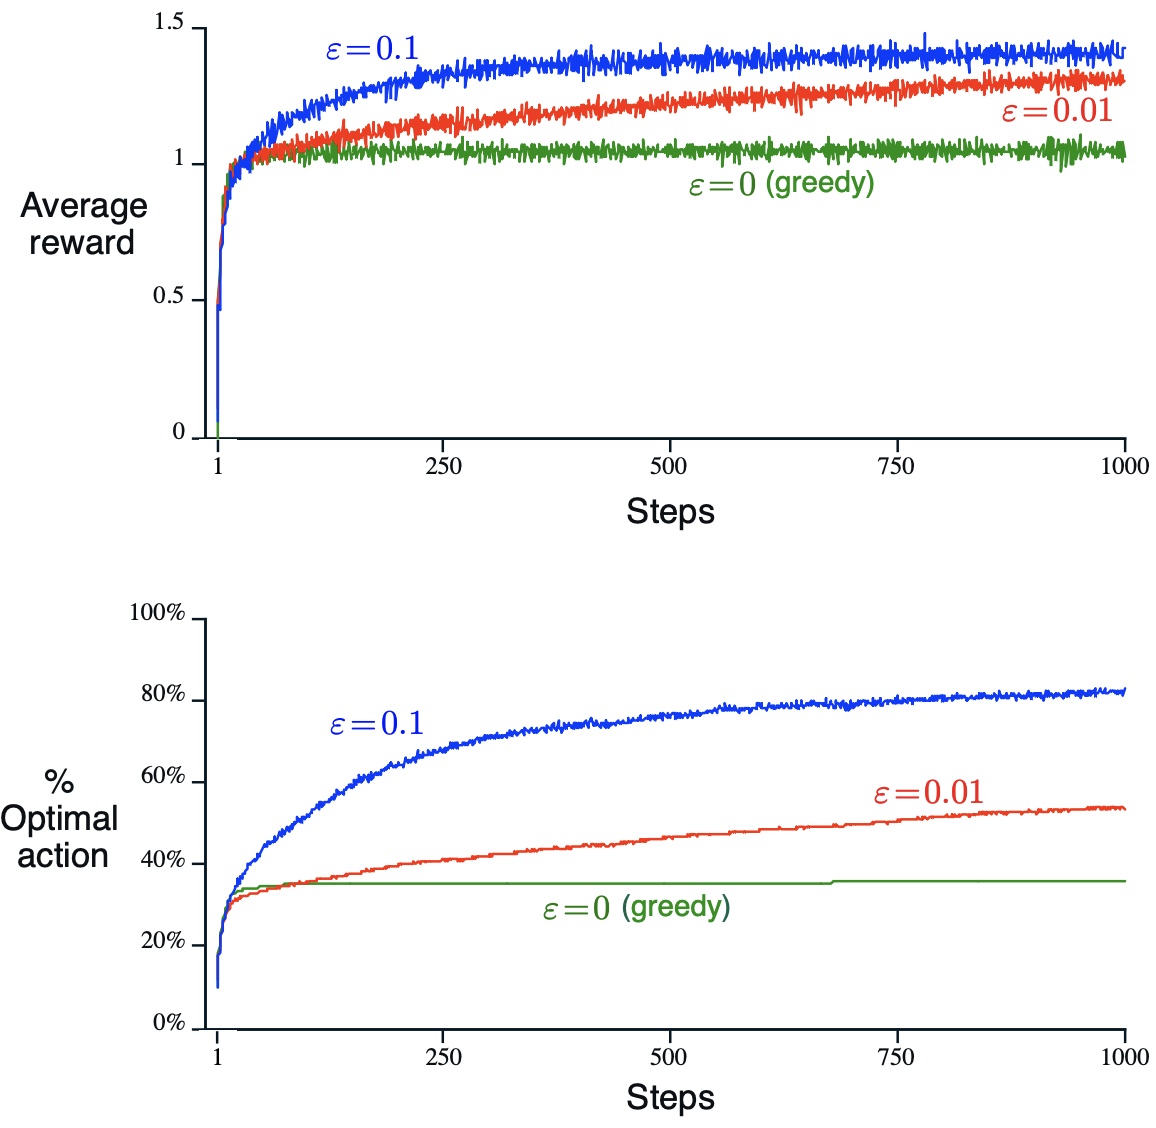 1.5
ε=0.1
ε=0.01
1
ε=0 (greedy)
Average
reward
0.5
0
1 250 500 750 1000
Steps
100%
80%
ε=0.1
60%
%
Optimal
action
ε=0.01
40%
ε=0 (greedy)
20%
0%
1 250 500 750 1000
Steps